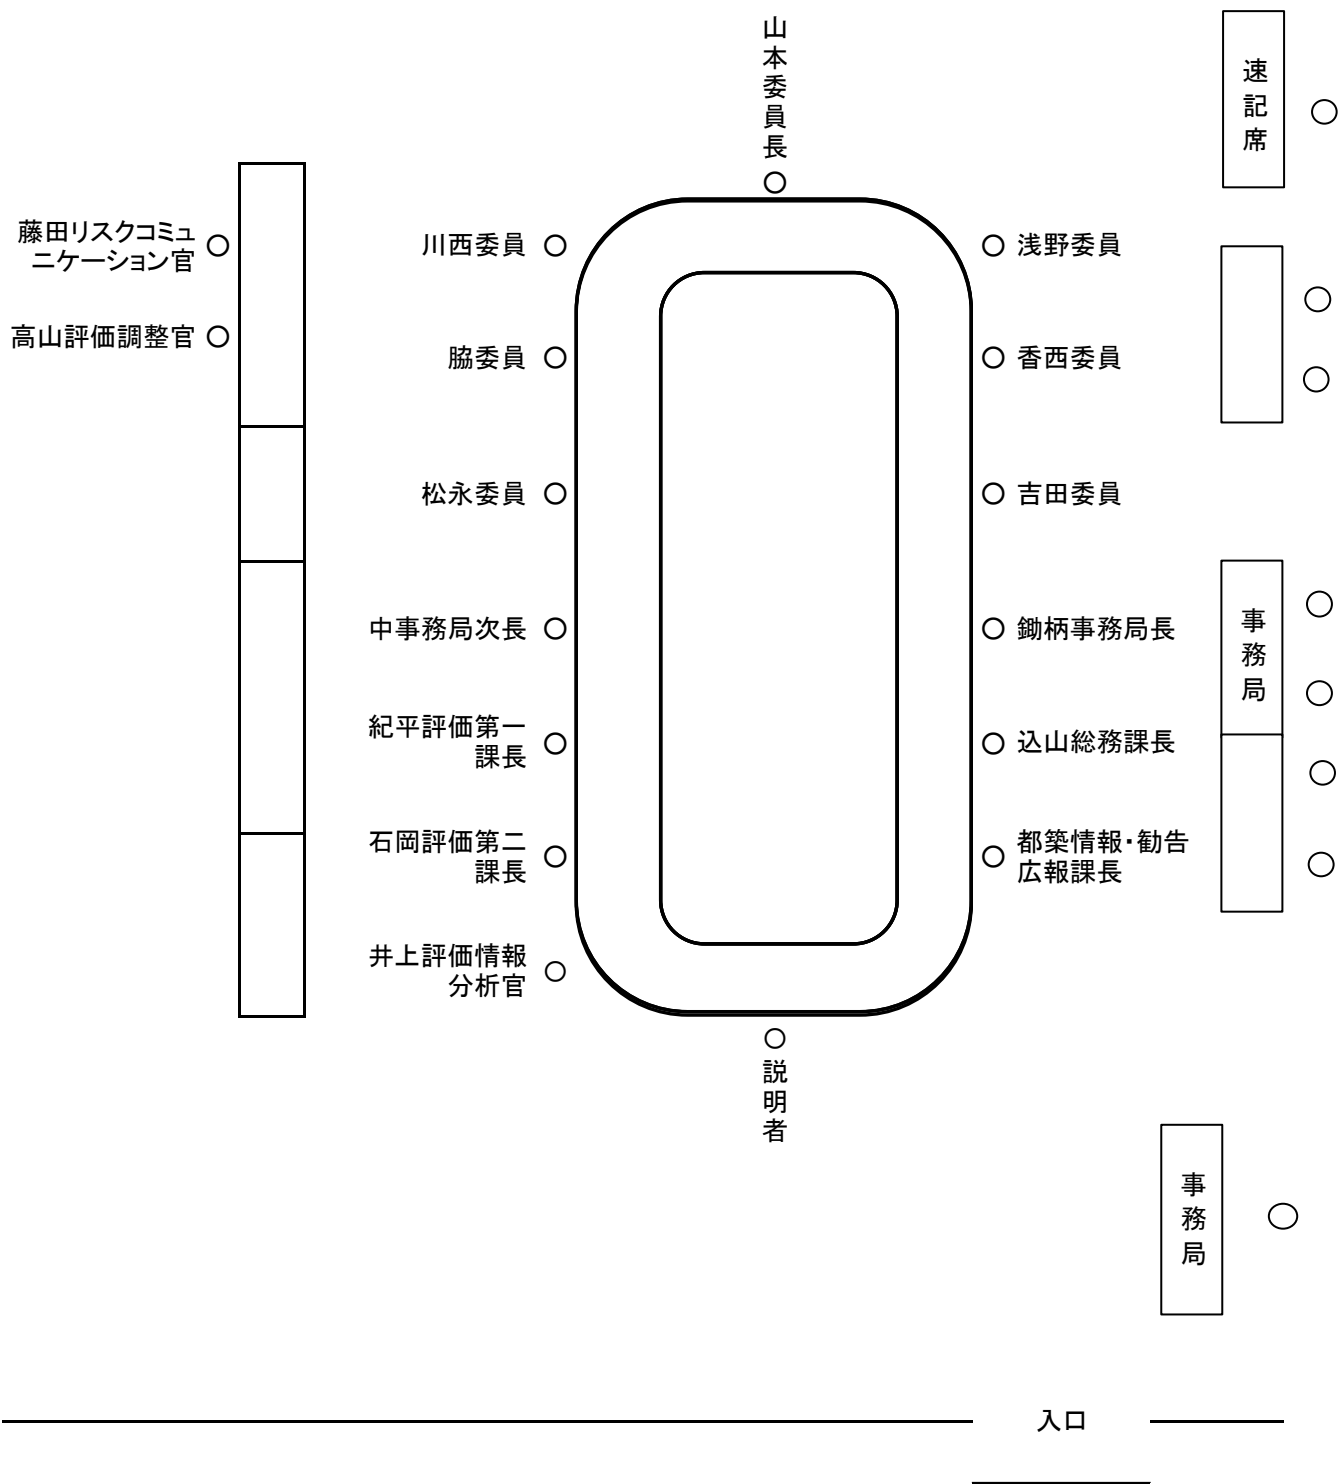 山本委員長
速記席
藤田リスクコミュ
ニケーション官
川西委員
浅野委員
高山評価調整官
脇委員
香西委員
松永委員
吉田委員
中事務局次長
鋤柄事務局長
事務局
紀平評価第一
課長
込山総務課長
石岡評価第二
課長
都築情報・勧告
広報課長
井上評価情報
分析官
説明者
事務局
入口